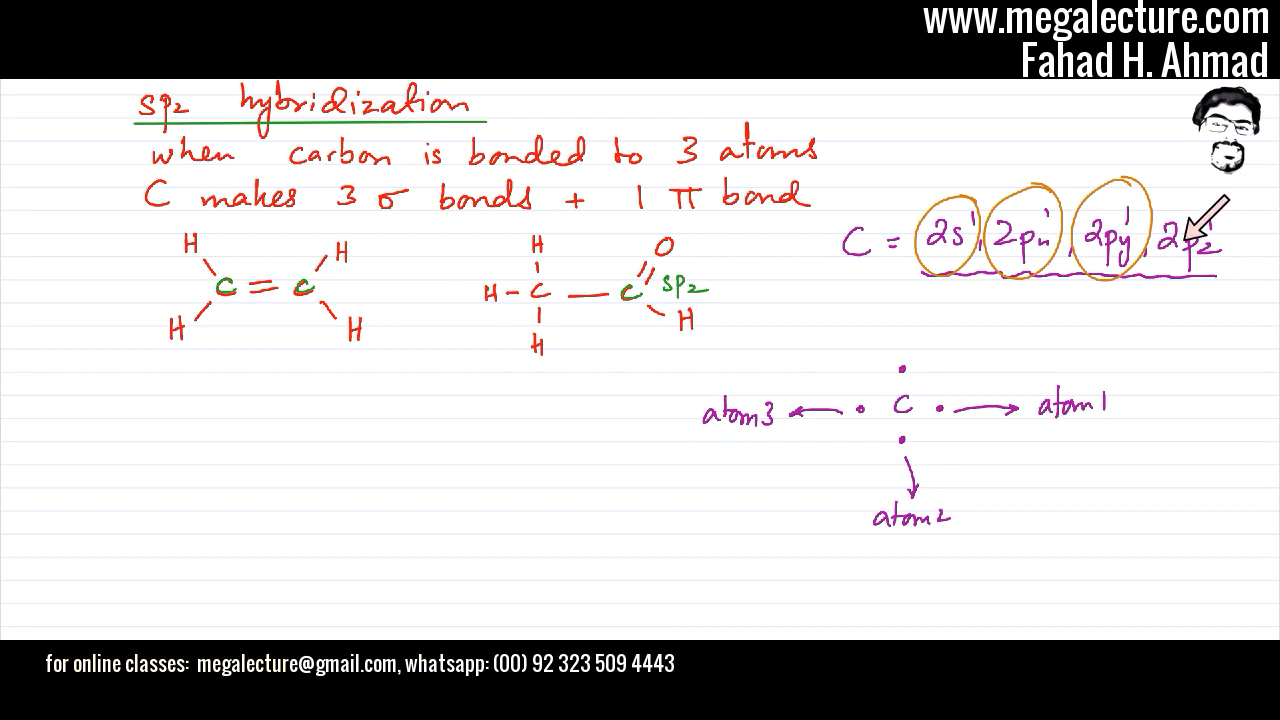 www.megalecture.com
Fahad H. Ahmad
sp2 hybridization
when carbon is bonded to 3 atoms
C makes 3 σ bonds + 1 π bond
C = 2s¹, 2px¹, 2py¹, 2pz¹
H H
C = C
H H
H O
H - C — C sp2
H H
C
atom3 atom1
atom2
for online classes: megalecture@gmail.com, whatsapp: (00) 92 323 509 4443